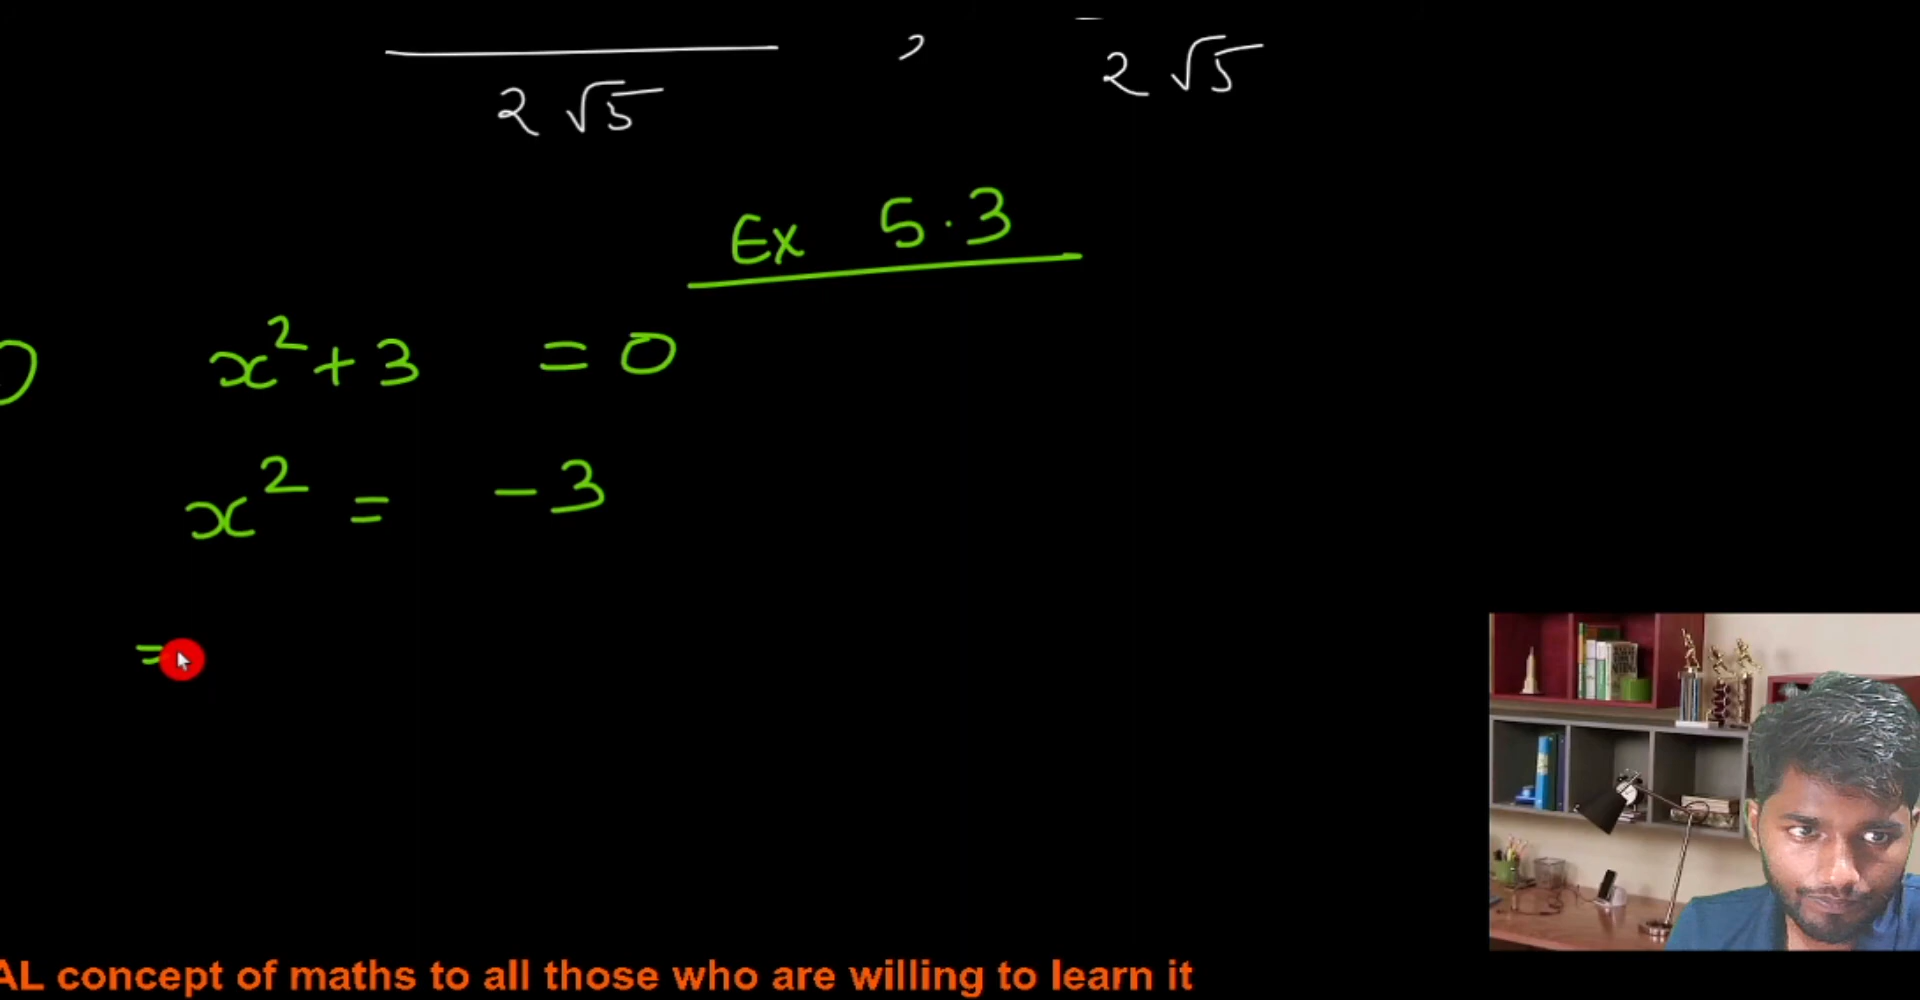 2√5 , 2√5
Ex 5.3
x²+3 = 0
x² = -3
=
AL concept of maths to all those who are willing to learn it